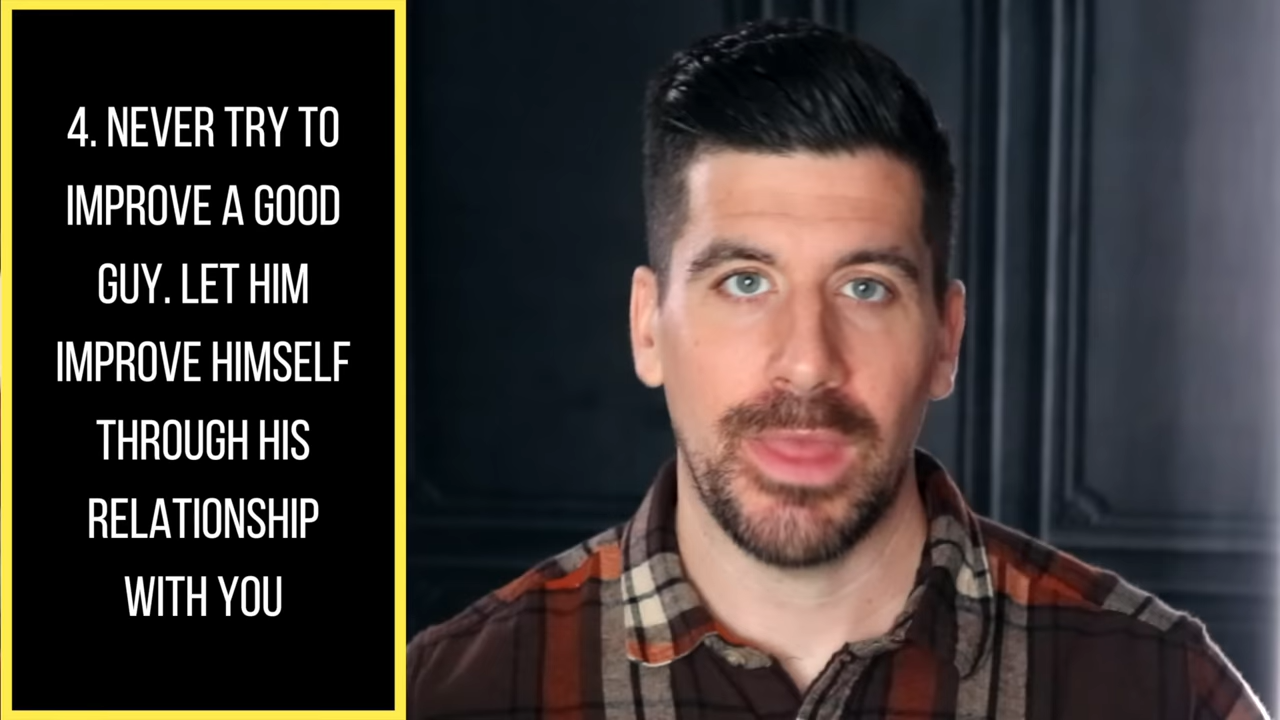 4. NEVER TRY TO
IMPROVE A GOOD
GUY. LET HIM
IMPROVE HIMSELF
THROUGH HIS
RELATIONSHIP
WITH YOU